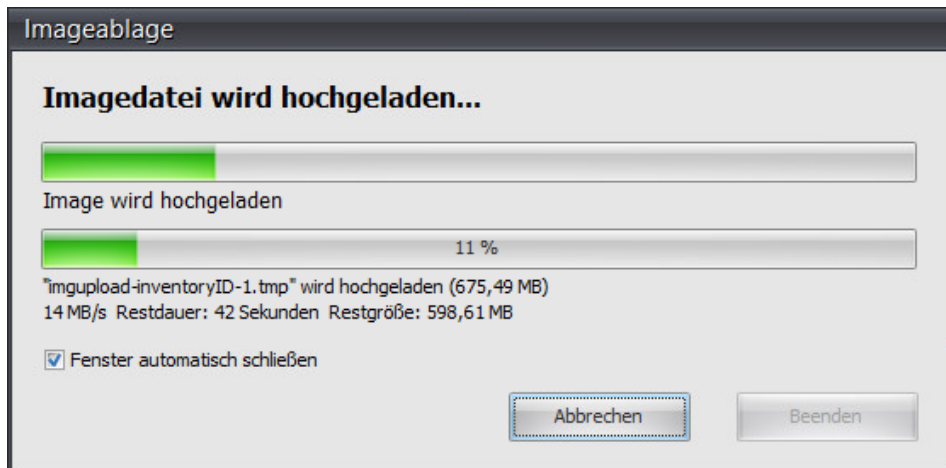 Imageablage
Imagedatei wird hochgeladen...
Image wird hochgeladen
11 %
"imgupload-inventoryID-1.tmp" wird hochgeladen (675,49 MB)
14 MB/s Restdauer: 42 Sekunden Restgröße: 598,61 MB
Fenster automatisch schließen
Abbrechen Beenden